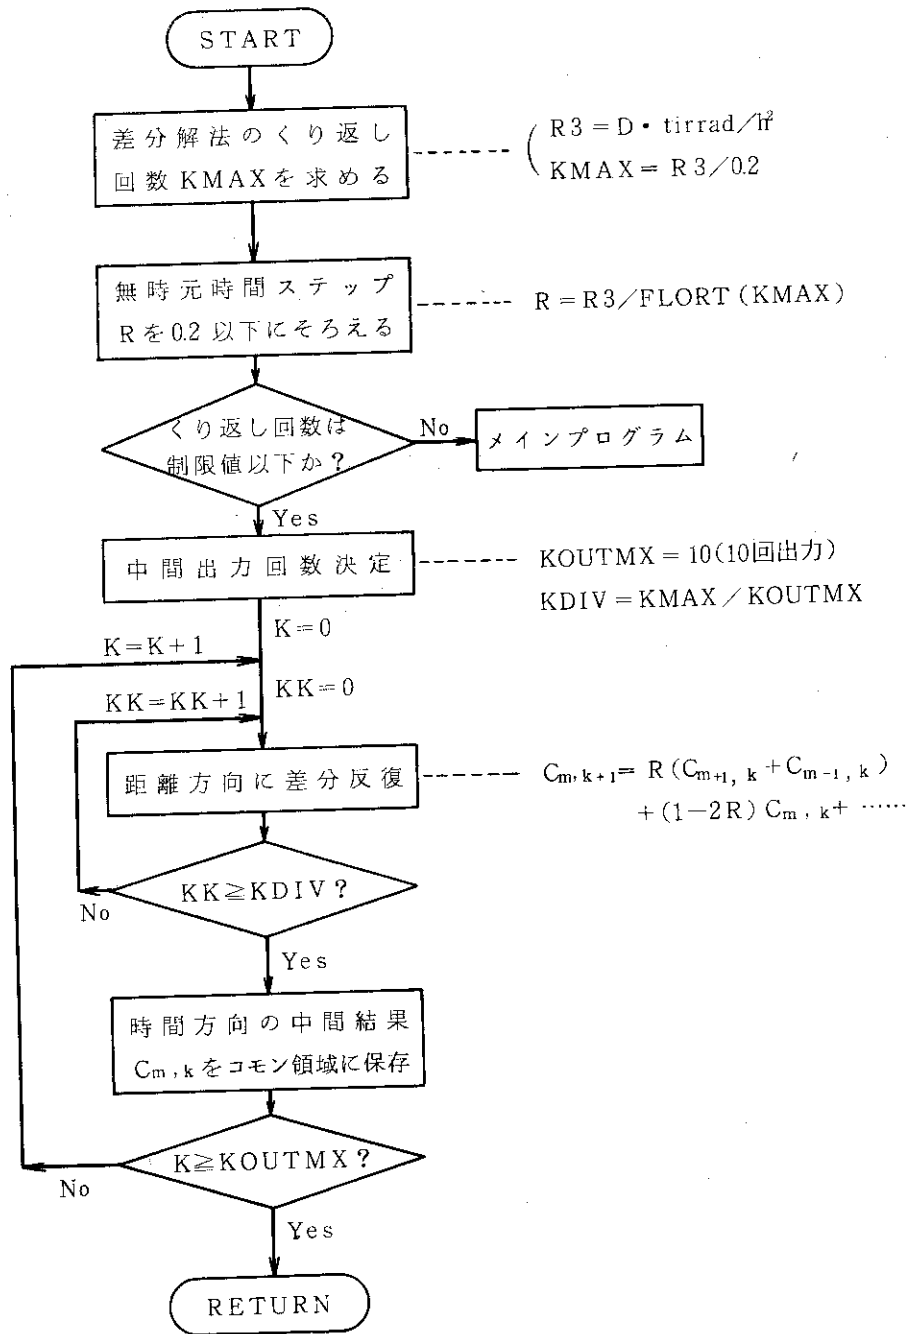 START
差分解法のくり返し
回数KMAXを求める
R3=D・tirrad/h²
KMAX=R3/0.2
無時元時間ステップ
Rを0.2以下にそろえる
R=R3/FLORT(KMAX)
くり返し回数は
制限値以下か?
No
メインプログラム
Yes
中間出力回数決定
KOUTMX=10(10回出力)
KDIV=KMAX/KOUTMX
K=0
K=K+1
KK=0
KK=KK+1
距離方向に差分反復
Cm,k+1=R(Cm+1,k+Cm-1,k)
+(1-2R)Cm,k+……
KK≧KDIV?
No
Yes
時間方向の中間結果
Cm,kをコモン領域に保存
K≧KOUTMX?
No
Yes
RETURN